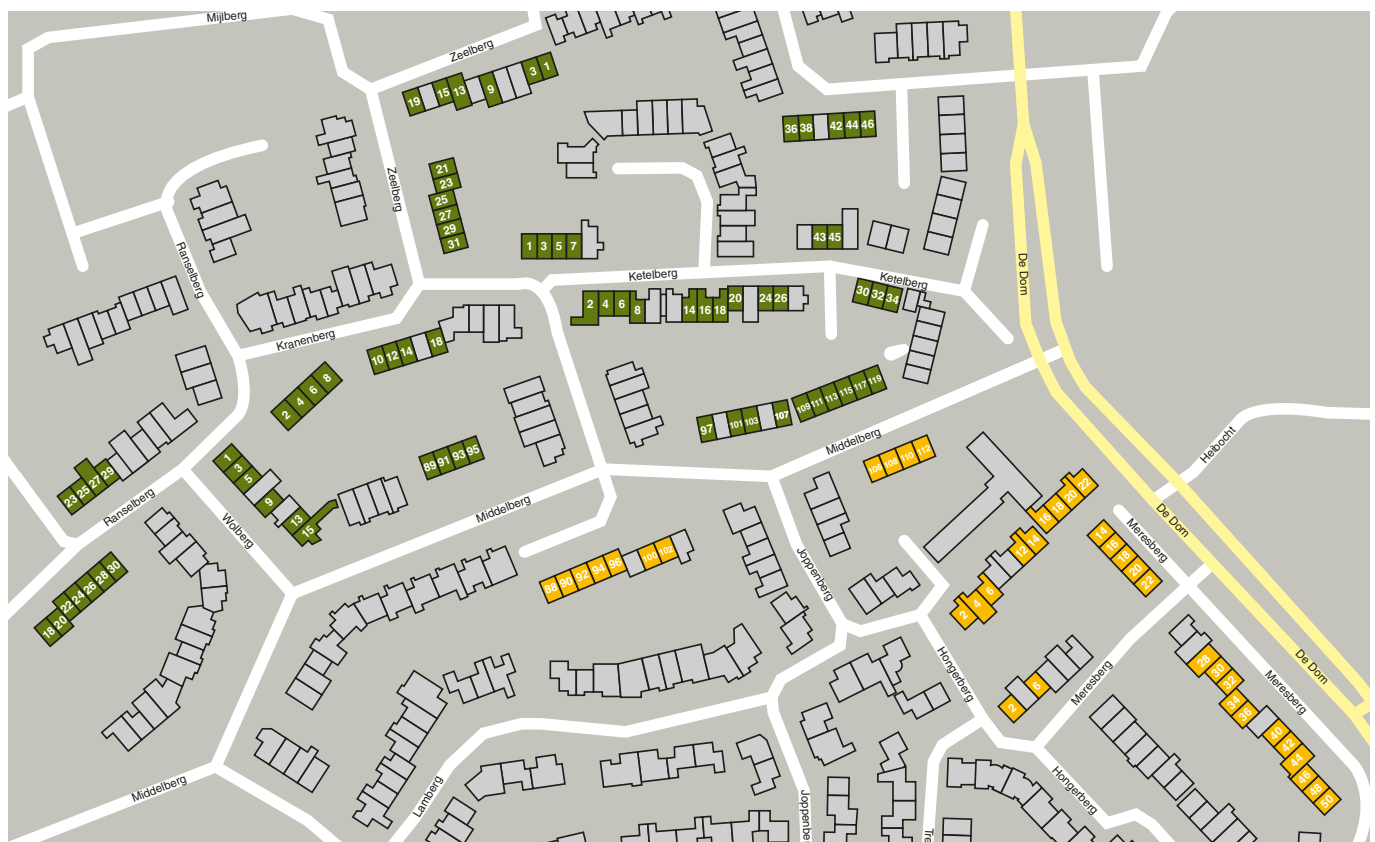 Mijlberg
Zeelberg
19 15 13 9 3 1
36 38 42 44 46
Zeelberg
21
23
25
27
29
31
1 3 5 7
43 45
Ranselberg
Ketelberg
Ketelberg
De Dom
30 32 34
2 4 6 8 14 16 18 20 24 26
Kranenberg
10 12 14 18
2 4 6 8
97 101 103 107 109 111 113 115 117 119
Middelberg
106 108 110 112
Helbocht
89 91 93 95
1
3
5
9
13
15
23 25 27 29
Ranselberg
Wolberg
Middelberg
88 90 92 94 96 100 102
Joppenberg
2 4 6 12 14 16 18 20 22
De Dom
Meresberg
14
16
18
20
22
18 20 22 24 26 28 30
Hongerberg
2 6
Meresberg
28
30
32
34
36
40
42
44
46
48
50
Meresberg
De Dom
Middelberg
Lamberg
Joppenbe
Hongerberg
Tre